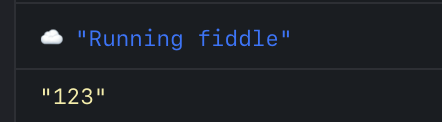 ☁️ "Running fiddle"
"123"